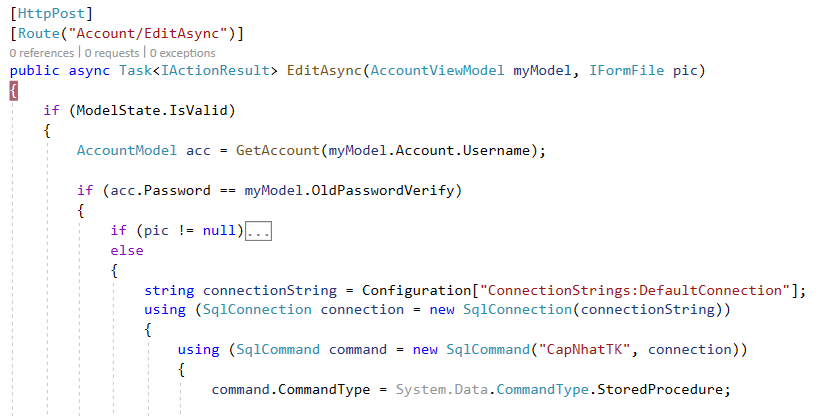 [HttpPost]
[Route("Account/EditAsync")]
0 references | 0 requests | 0 exceptions
public async Task<IActionResult> EditAsync(AccountViewModel myModel, IFormFile pic)
{
if (ModelState.IsValid)
{
AccountModel acc = GetAccount(myModel.Account.Username);
if (acc.Password == myModel.OldPasswordVerify)
{
if (pic != null)...
else
{
string connectionString = Configuration["ConnectionStrings:DefaultConnection"];
using (SqlConnection connection = new SqlConnection(connectionString))
{
using (SqlCommand command = new SqlCommand("CapNhatTK", connection))
{
command.CommandType = System.Data.CommandType.StoredProcedure;